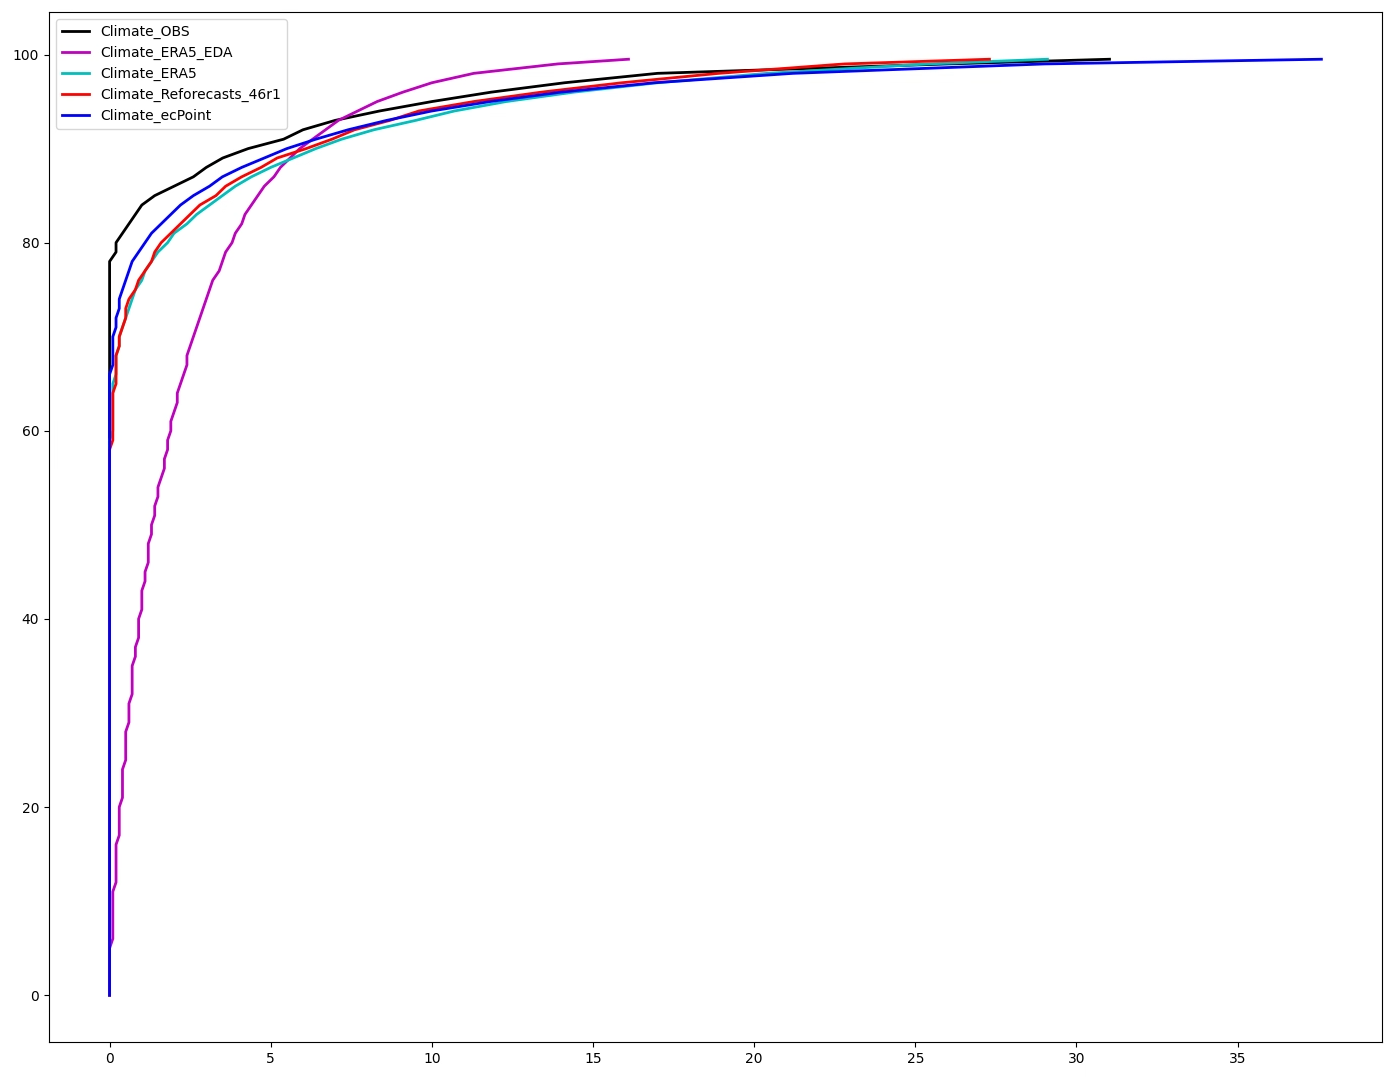 Climate_OBS
Climate_ERA5_EDA
Climate_ERA5
Climate_Reforecasts_46r1
Climate_ecPoint
100
80
60
40
20
0
0 5 10 15 20 25 30 35